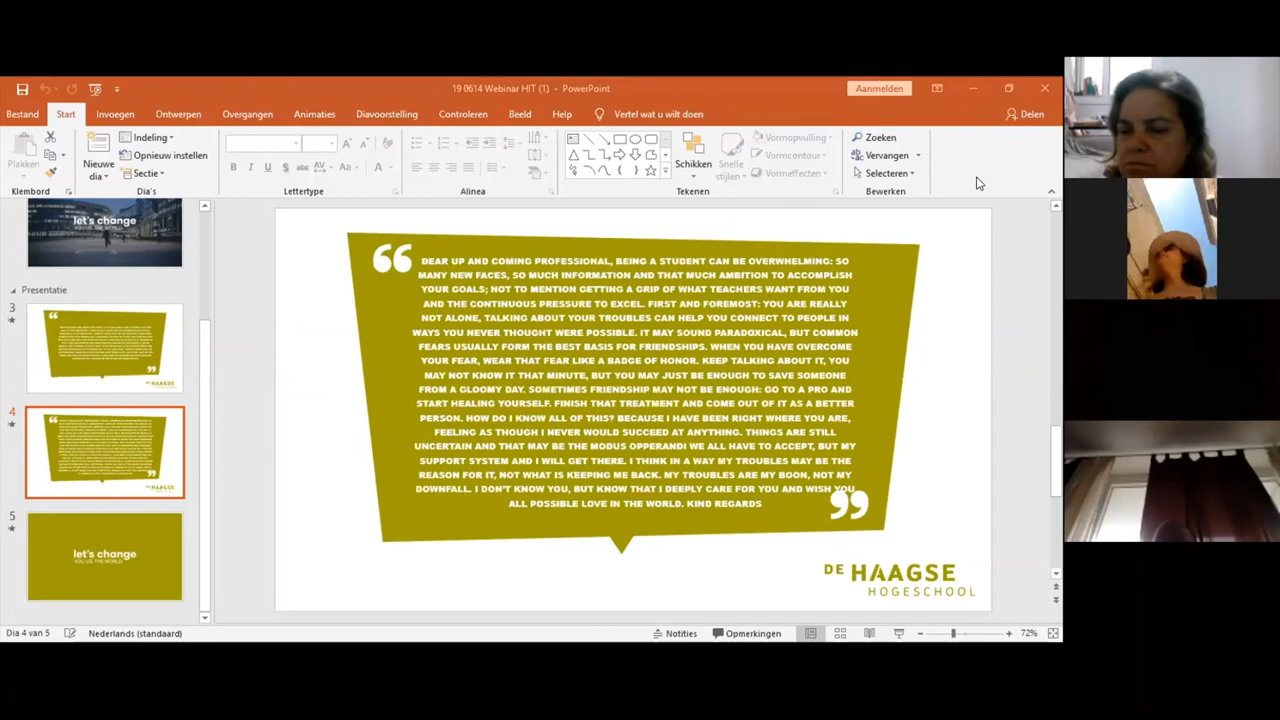 19 0614 Webinar HIT (1) - PowerPoint
Aanmelden
Bestand Start Invoegen Ontwerpen Overgangen Animaties Diavoorstelling Controleren Beeld Help Vertel wat u wilt doen Delen
Plakken
Nieuwe
dia
Indeling
Opnieuw instellen
Sectie
Schikken
Snelle
stijlen
Vormopvulling
Vormcontour
Vormeffecten
Zoeken
Vervangen
Selecteren
Klembord Dia's Lettertype Alinea Tekenen Bewerken
let's change
YOU. US. THE WORLD.
Presentatie
3
DE HAAGSE
HOGESCHOOL
4
DE HAAGSE
HOGESCHOOL
5
let's change
YOU. US. THE WORLD.
“
DEAR UP AND COMING PROFESSIONAL, BEING A STUDENT CAN BE OVERWHELMING: SO
MANY NEW FACES, SO MUCH INFORMATION AND THAT MUCH AMBITION TO ACCOMPLISH
YOUR GOALS; NOT TO MENTION GETTING A GRIP OF WHAT TEACHERS WANT FROM YOU
AND THE CONTINUOUS PRESSURE TO EXCEL. FIRST AND FOREMOST: YOU ARE REALLY
NOT ALONE, TALKING ABOUT YOUR TROUBLES CAN HELP YOU CONNECT TO PEOPLE IN
WAYS YOU NEVER THOUGHT WERE POSSIBLE. IT MAY SOUND PARADOXICAL, BUT COMMON
FEARS USUALLY FORM THE BEST BASIS FOR FRIENDSHIPS. WHEN YOU HAVE OVERCOME
YOUR FEAR, WEAR THAT FEAR LIKE A BADGE OF HONOR. KEEP TALKING ABOUT IT, YOU
MAY NOT KNOW IT THAT MINUTE, BUT YOU MAY JUST BE ENOUGH TO SAVE SOMEONE
FROM A GLOOMY DAY. SOMETIMES FRIENDSHIP MAY NOT BE ENOUGH: GO TO A PRO AND
START HEALING YOURSELF. FINISH THAT TREATMENT AND COME OUT OF IT AS A BETTER
PERSON. HOW DO I KNOW ALL OF THIS? BECAUSE I HAVE BEEN RIGHT WHERE YOU ARE,
FEELING AS THOUGH I NEVER WOULD SUCCEED AT ANYTHING. THINGS ARE STILL
UNCERTAIN AND THAT MAY BE THE MODUS OPPERANDI WE ALL HAVE TO ACCEPT, BUT MY
SUPPORT SYSTEM AND I WILL GET THERE. I THINK IN A WAY MY TROUBLES MAY BE THE
REASON FOR IT, NOT WHAT IS KEEPING ME BACK. MY TROUBLES ARE MY BOON, NOT MY
DOWNFALL. I DON'T KNOW YOU, BUT KNOW THAT I DEEPLY CARE FOR YOU AND WISH YOU
ALL POSSIBLE LOVE IN THE WORLD. KIND REGARDS
”
DE HAAGSE
HOGESCHOOL
Dia 4 van 5 Nederlands (standaard) Notities Opmerkingen 72%